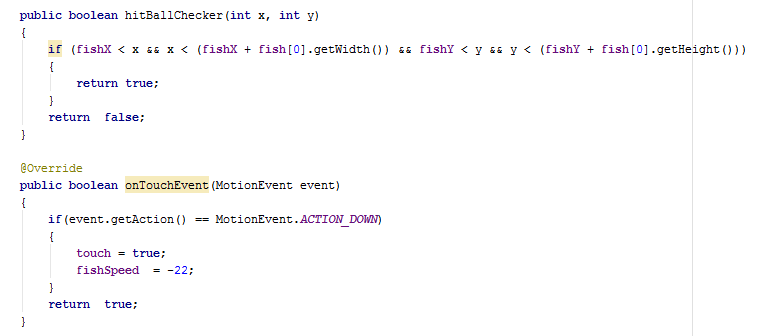 public boolean hitBallChecker(int x, int y)
{
if (fishX < x && x < (fishX + fish[0].getWidth()) && fishY < y && y < (fishY + fish[0].getHeight()))
{
return true;
}
return  false;
}
@Override
public boolean onTouchEvent(MotionEvent event)
{
if(event.getAction() == MotionEvent.ACTION_DOWN)
{
touch = true;
fishSpeed  = -22;
}
return  true;
}